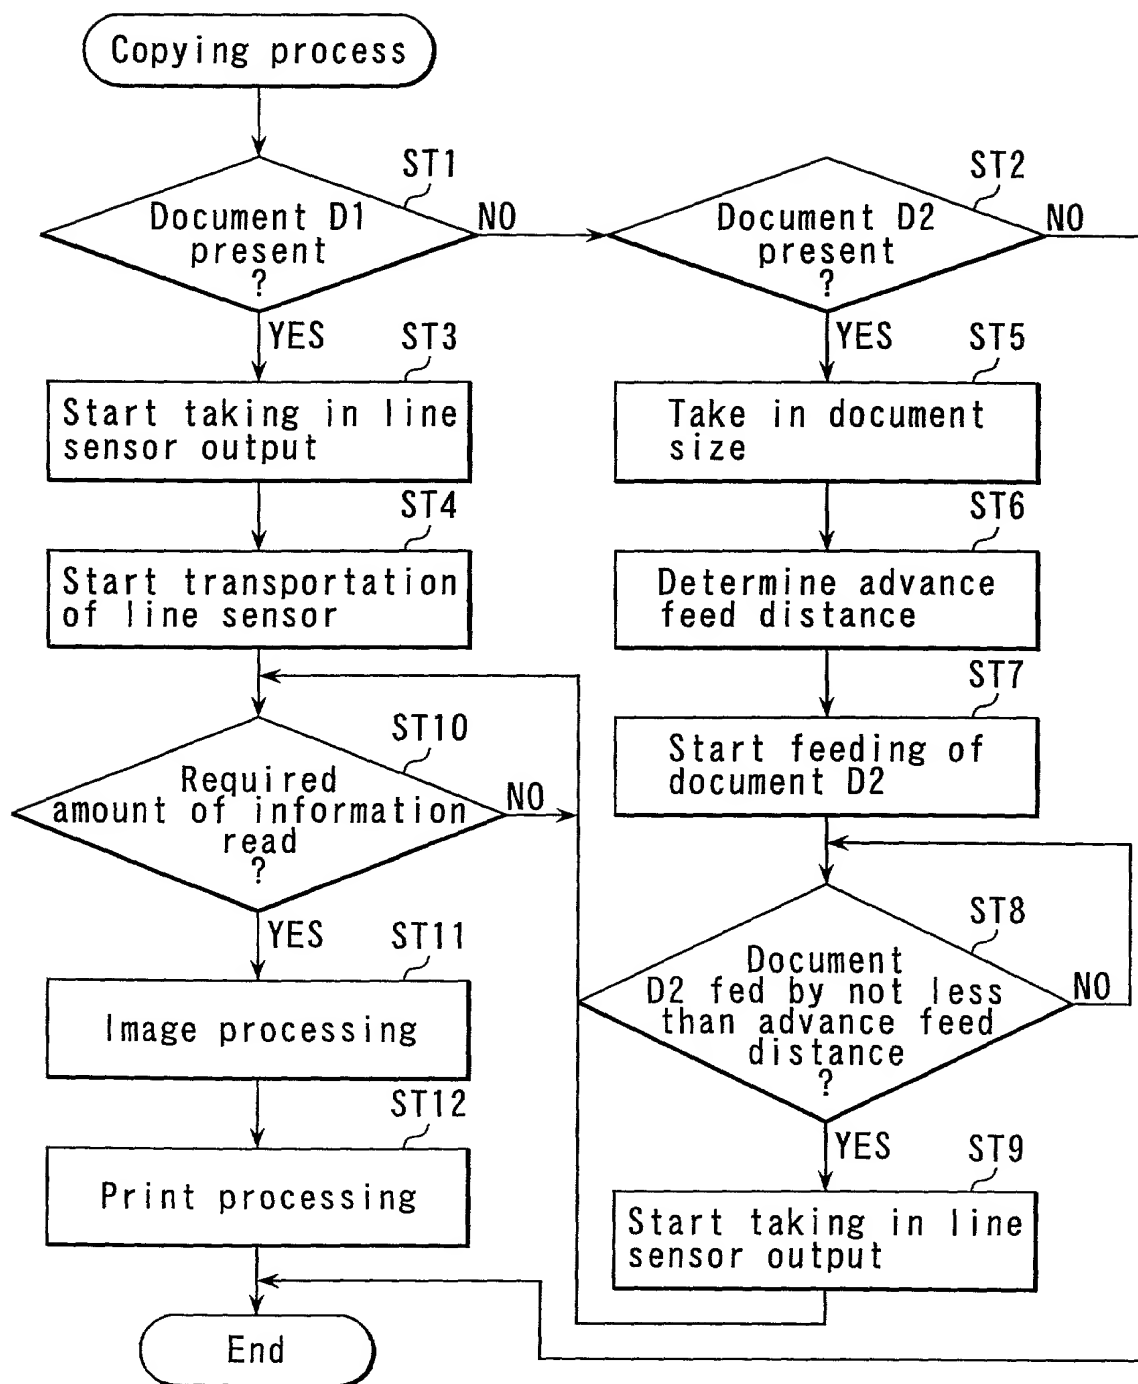 Copying process
ST1
Document D1
present
?
NO
YES
ST2
Document D2
present
?
NO
YES
ST3
Start taking in line
sensor output
ST4
Start transportation
of line sensor
ST5
Take in document
size
ST6
Determine advance
feed distance
ST7
Start feeding of
document D2
ST8
Document
D2 fed by not less
than advance feed
distance
?
NO
YES
ST9
Start taking in line
sensor output
ST10
Required
amount of information
read
?
NO
YES
ST11
Image processing
ST12
Print processing
End